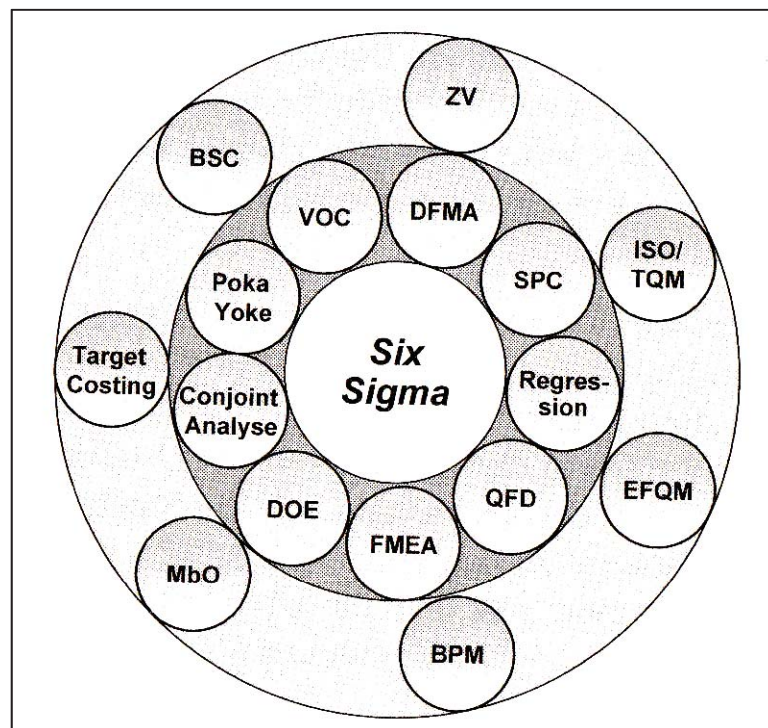 ZV
BSC
VOC
DFMA
ISO/
TQM
SPC
Poka
Yoke
Six
Sigma
Target
Costing
Conjoint
Analyse
Regres-
sion
DOE
QFD
EFQM
FMEA
MbO
BPM